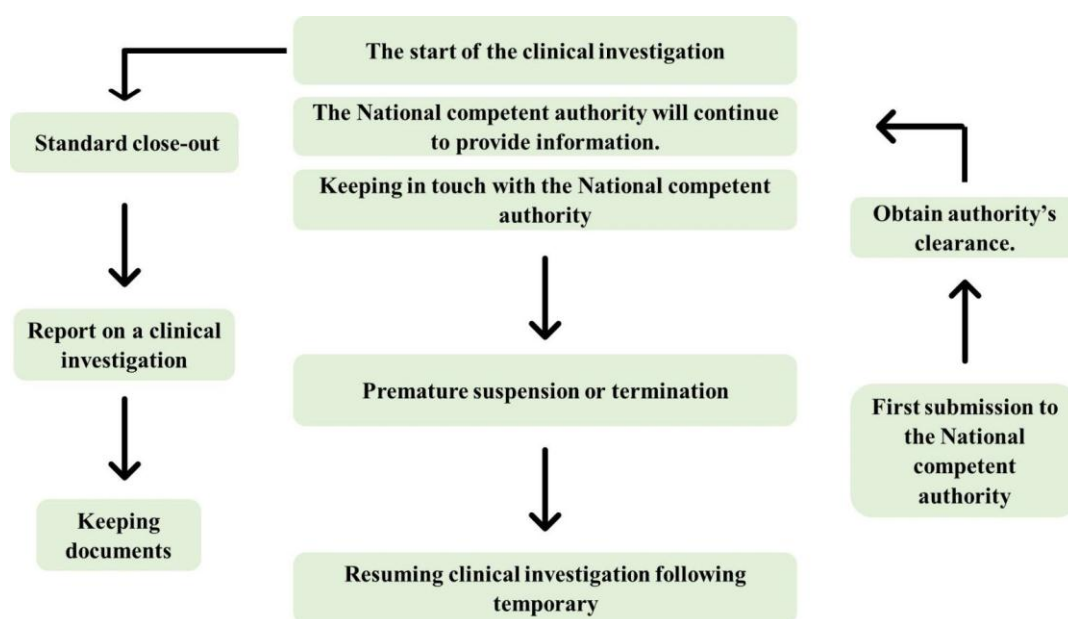 The start of the clinical investigation
The National competent authority will continue
to provide information.
Keeping in touch with the National competent
authority
Standard close-out
Obtain authority's
clearance.
Report on a clinical
investigation
Premature suspension or termination
First submission to
the National
competent
authority
Keeping
documents
Resuming clinical investigation following
temporary